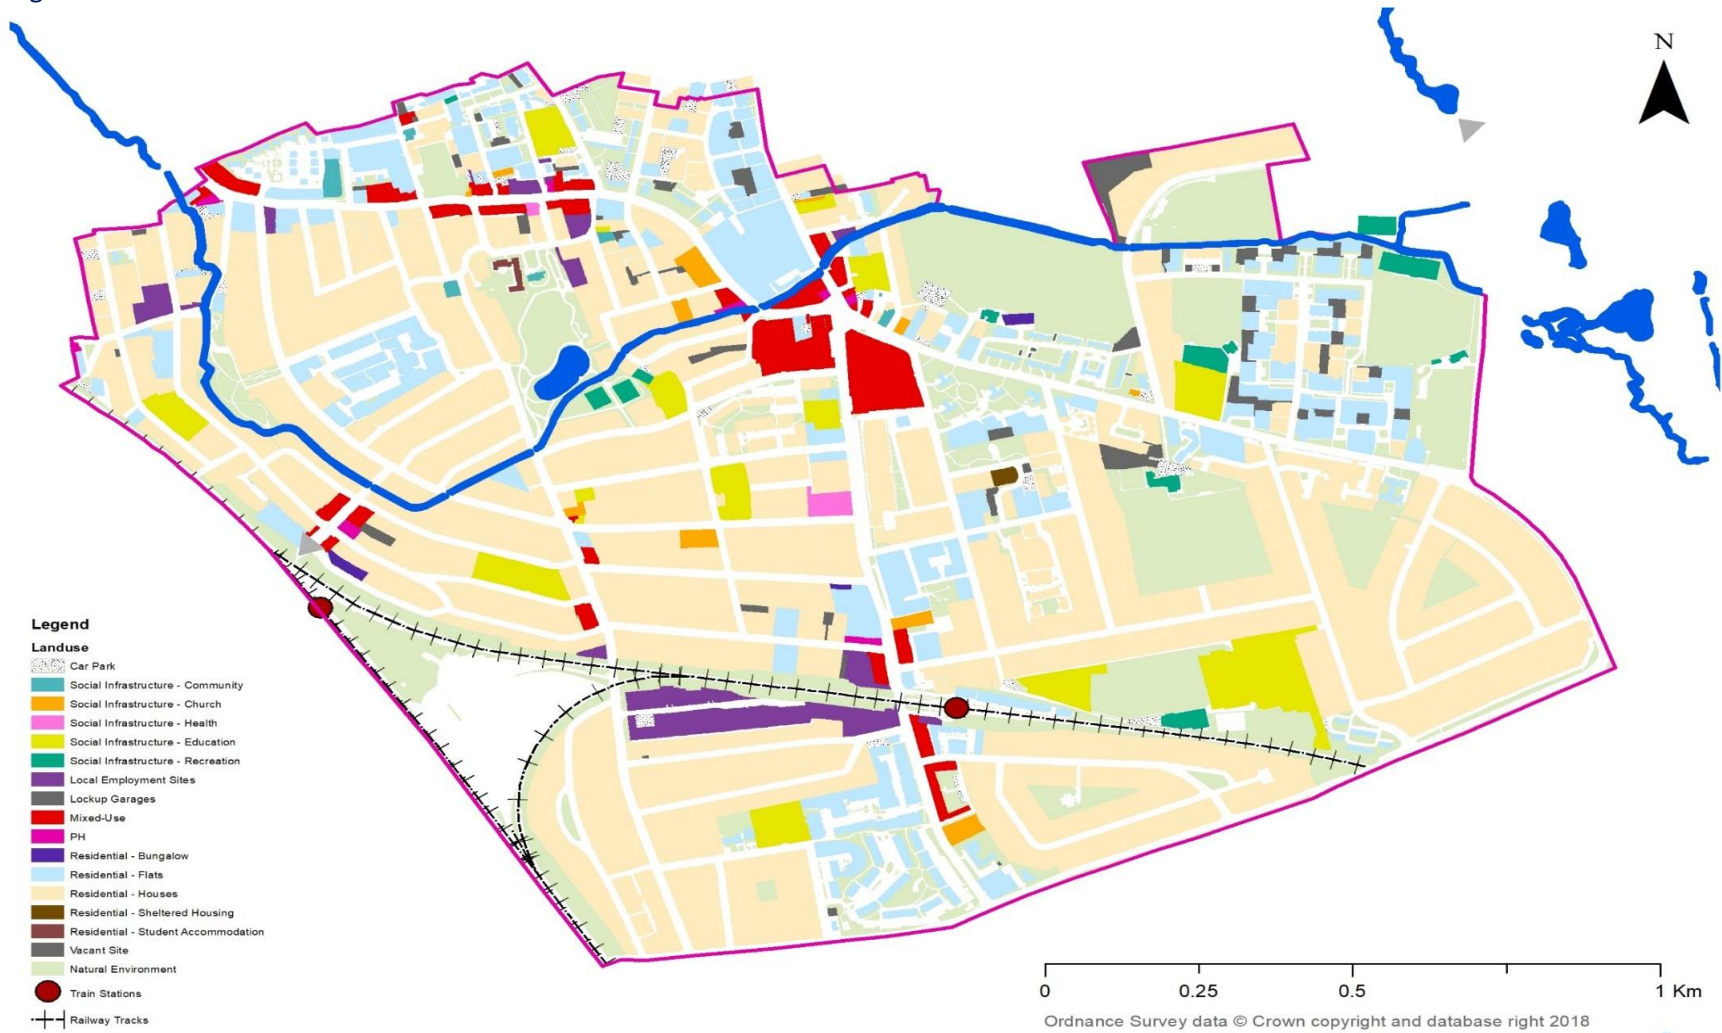 N
Legend
Landuse
Car Park
Social Infrastructure - Community
Social Infrastructure - Church
Social Infrastructure - Health
Social Infrastructure - Education
Social Infrastructure - Recreation
Local Employment Sites
Lockup Garages
Mixed-Use
PH
Residential - Bungalow
Residential - Flats
Residential - Houses
Residential - Sheltered Housing
Residential - Student Accommodation
Vacant Site
Natural Environment
Train Stations
Railway Tracks
0 0.25 0.5 1 Km
Ordnance Survey data © Crown copyright and database right 2018